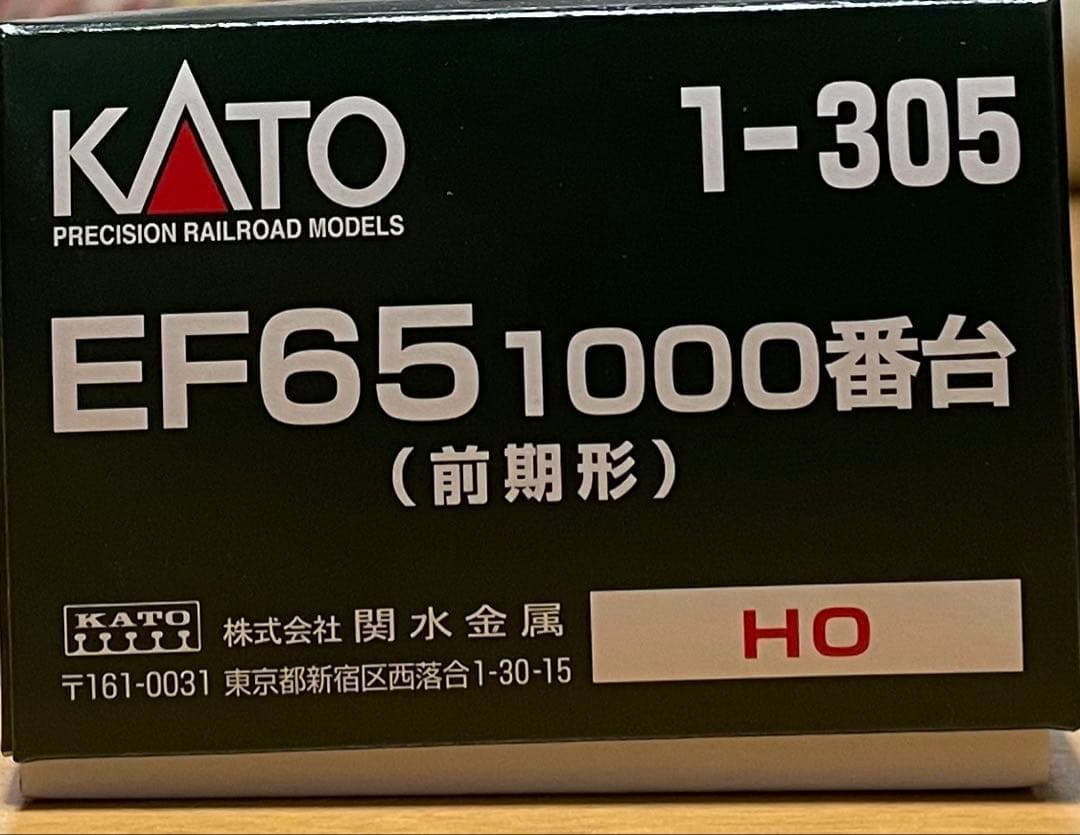 KATO 1-305
PRECISION RAILROAD MODELS
EF65 1000番台
(前期形)
KATO 株式会社 関水金属
〒161-0031 東京都新宿区西落合1-30-15
HO